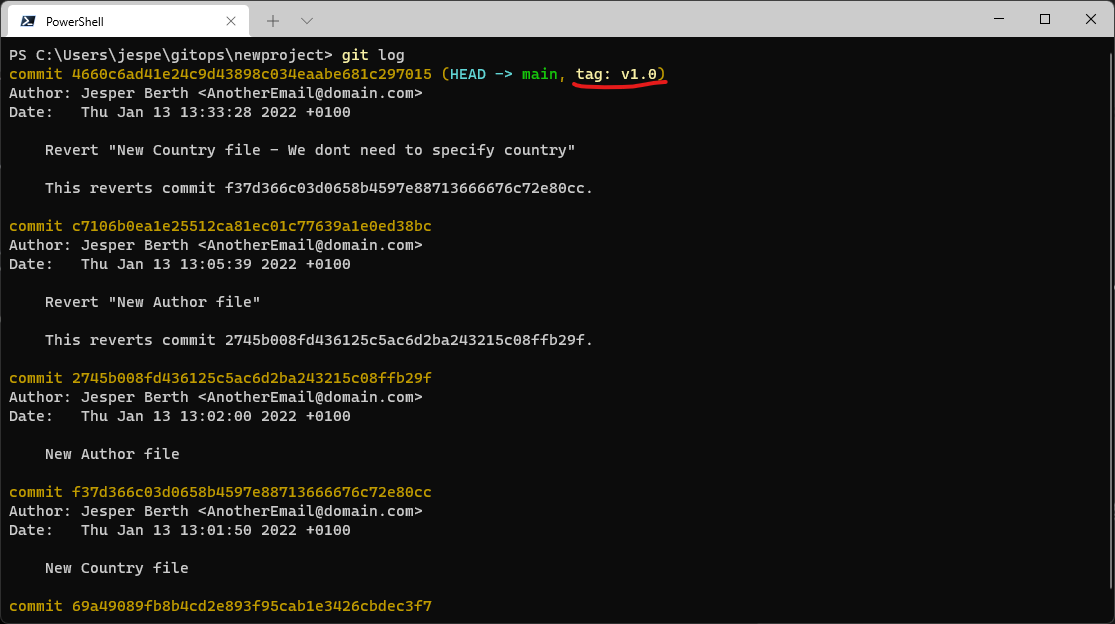 PowerShell
PS C:\Users\jespe\gitops\newproject> git log
commit 4660c6ad41e24c9d43898c034eaabe681c297015 (HEAD -> main, tag: v1.0)
Author: Jesper Berth <AnotherEmail@domain.com>
Date:   Thu Jan 13 13:33:28 2022 +0100
Revert "New Country file - We dont need to specify country"
This reverts commit f37d366c03d0658b4597e88713666676c72e80cc.
commit c7106b0ea1e25512ca81ec01c77639a1e0ed38bc
Author: Jesper Berth <AnotherEmail@domain.com>
Date:   Thu Jan 13 13:05:39 2022 +0100
Revert "New Author file"
This reverts commit 2745b008fd436125c5ac6d2ba243215c08ffb29f.
commit 2745b008fd436125c5ac6d2ba243215c08ffb29f
Author: Jesper Berth <AnotherEmail@domain.com>
Date:   Thu Jan 13 13:02:00 2022 +0100
New Author file
commit f37d366c03d0658b4597e88713666676c72e80cc
Author: Jesper Berth <AnotherEmail@domain.com>
Date:   Thu Jan 13 13:01:50 2022 +0100
New Country file
commit 69a49089fb8b4cd2e893f95cab1e3426cbdec3f7